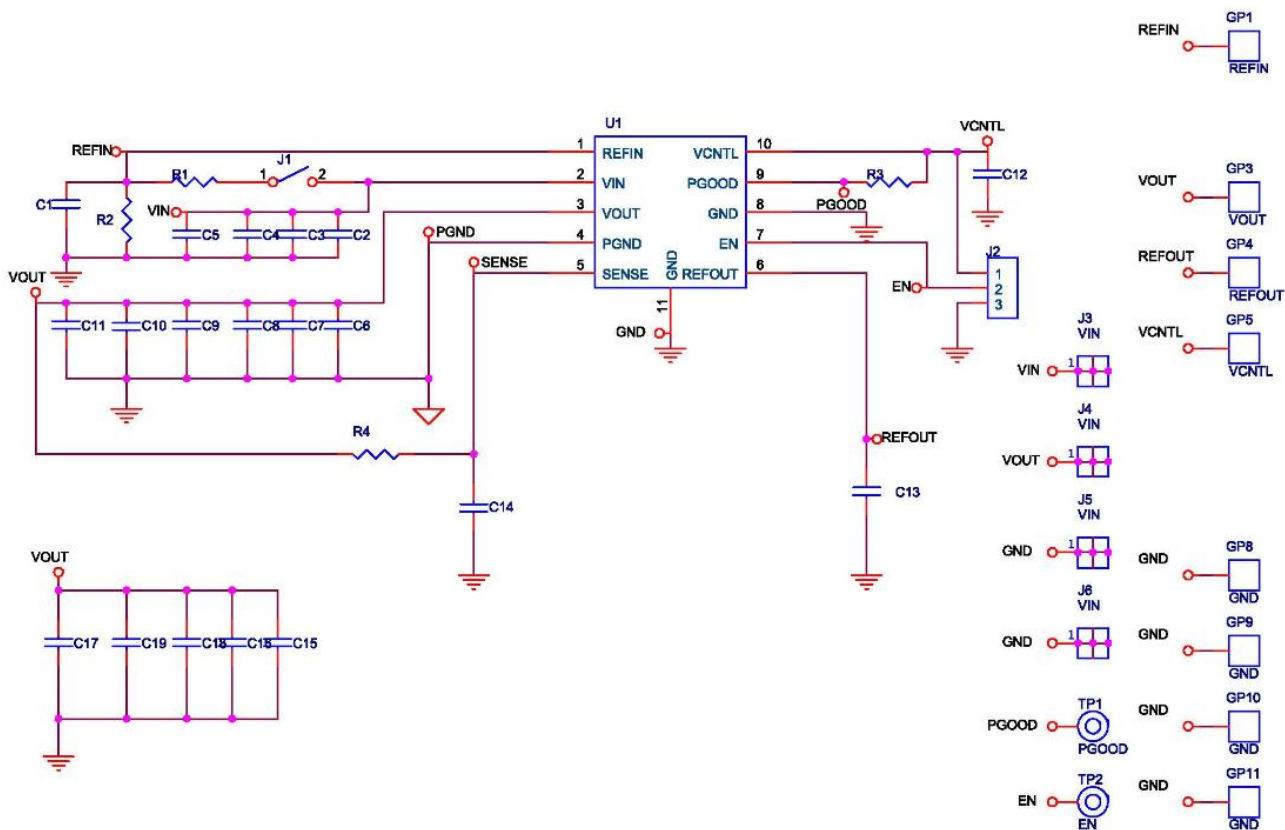 GP1
REFIN
REFIN
U1
VCNTL
REFIN
1 REFIN VCNTL 10
R1 J1 1 2
2 VIN PGOOD 9 R3 C12
C1 R2 VIN
3 VOUT GND 8 PGOOD
C5 C4 C3 C2
PGND
4 PGND EN 7
SENSE
5 SENSE GND REFOUT 6
J2
1
2
3
EN
11
GND
VOUT
C11 C10 C9 C8 C7 C6
VOUT GP3
VOUT
REFOUT GP4
REFOUT
VCNTL GP5
VCNTL
J3
VIN
VIN 1
J4
VIN
VOUT 1
J5
VIN
GND 1
J6
VIN
GND 1
R4
C14
REFOUT
C13
VOUT
C17 C19 C18 C16 C15
GND GP8
GND
GND GP9
GND
TP1
PGOOD
PGOOD
GND GP10
GND
TP2
EN
EN
GND GP11
GND